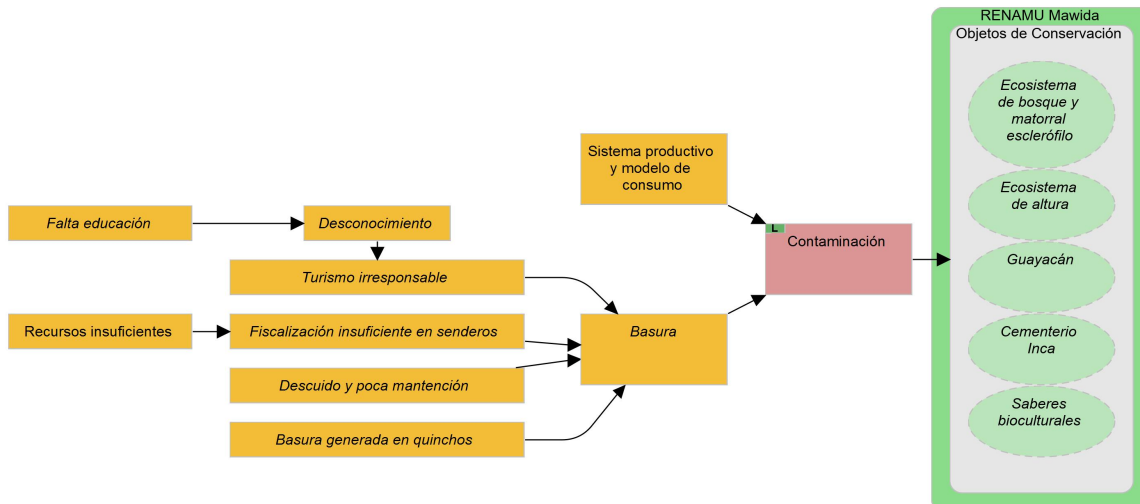 RENAMU Mawida
Objetos de Conservación
Ecosistema
de bosque y
matorral
esclerófilo
Sistema productivo
y modelo de
consumo
Ecosistema
de altura
Falta educación
Desconocimiento
L
Contaminación
Guayacán
Turismo irresponsable
Recursos insuficientes
Fiscalización insuficiente en senderos
Basura
Cementerio
Inca
Descuido y poca mantención
Saberes
bioculturales
Basura generada en quinchos